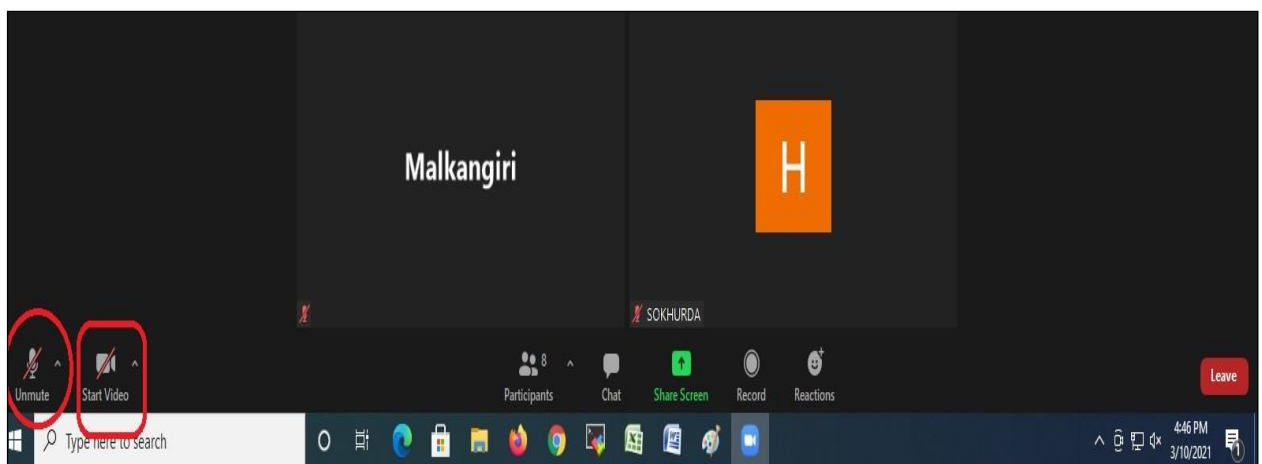 Malkangiri
H
SOKHURDA
8
Unmute
Start Video
Participants
Chat
Share Screen
Record
Reactions
Leave
Type here to search
4:46 PM
3/10/2021
1